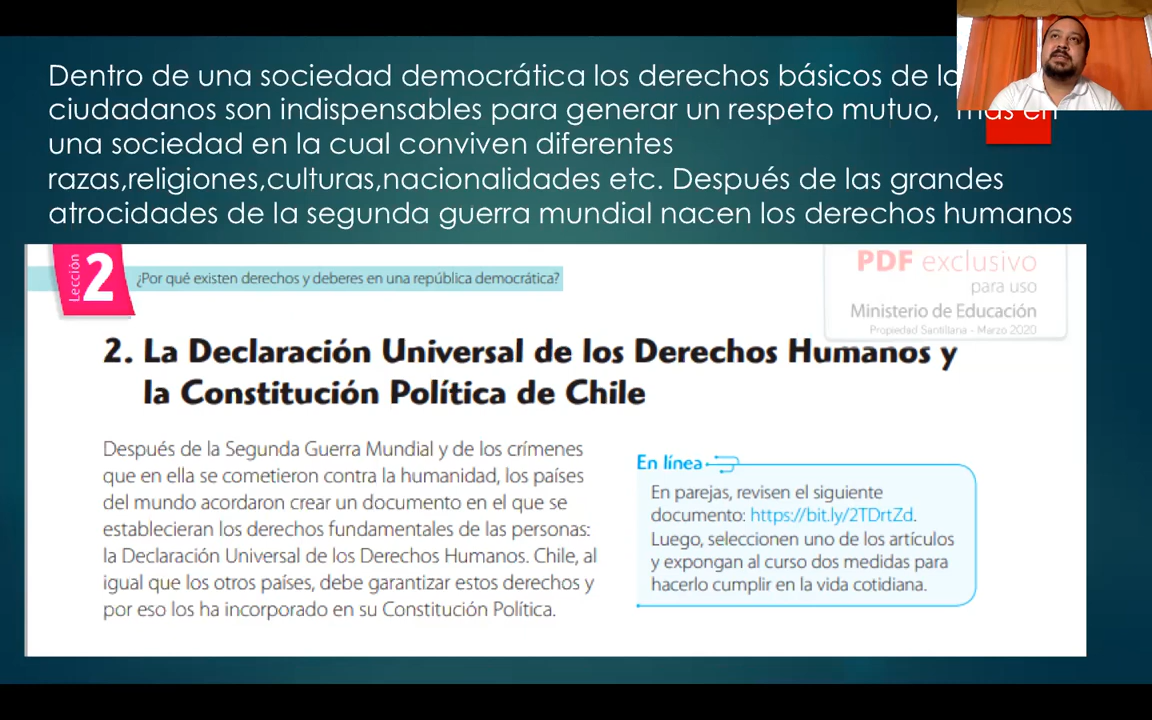 Dentro de una sociedad democrática los derechos básicos de
ciudadanos son indispensables para generar un respeto mutuo, mas en
una sociedad en la cual conviven diferentes
razas,religiones,culturas,nacionalidades etc. Después de las grandes
atrocidades de la segunda guerra mundial nacen los derechos humanos
Lección 2
¿Por qué existen derechos y deberes en una república democrática?
PDF exclusivo
para uso
Ministerio de Educación
Propiedad Santillana - Marzo 2020
2. La Declaración Universal de los Derechos Humanos y
la Constitución Política de Chile
Después de la Segunda Guerra Mundial y de los crímenes
que en ella se cometieron contra la humanidad, los países
del mundo acordaron crear un documento en el que se
establecieran los derechos fundamentales de las personas:
la Declaración Universal de los Derechos Humanos. Chile, al
igual que los otros países, debe garantizar estos derechos y
por eso los ha incorporado en su Constitución Política.
En línea
En parejas, revisen el siguiente
documento: https://bit.ly/2TDrtZd.
Luego, seleccionen uno de los artículos
y expongan al curso dos medidas para
hacerlo cumplir en la vida cotidiana.